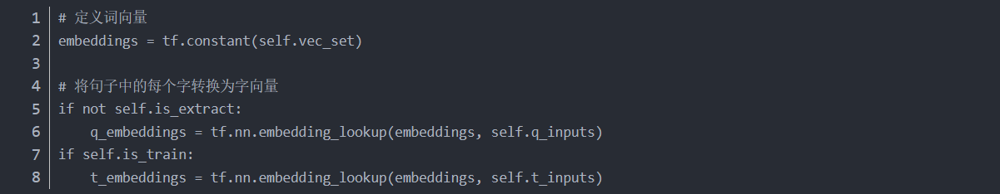 1 # 定义词向量
2 embeddings = tf.constant(self.vec_set)
3
4 # 将句子中的每个字转换为字向量
5 if not self.is_extract:
6     q_embeddings = tf.nn.embedding_lookup(embeddings, self.q_inputs)
7 if self.is_train:
8     t_embeddings = tf.nn.embedding_lookup(embeddings, self.t_inputs)